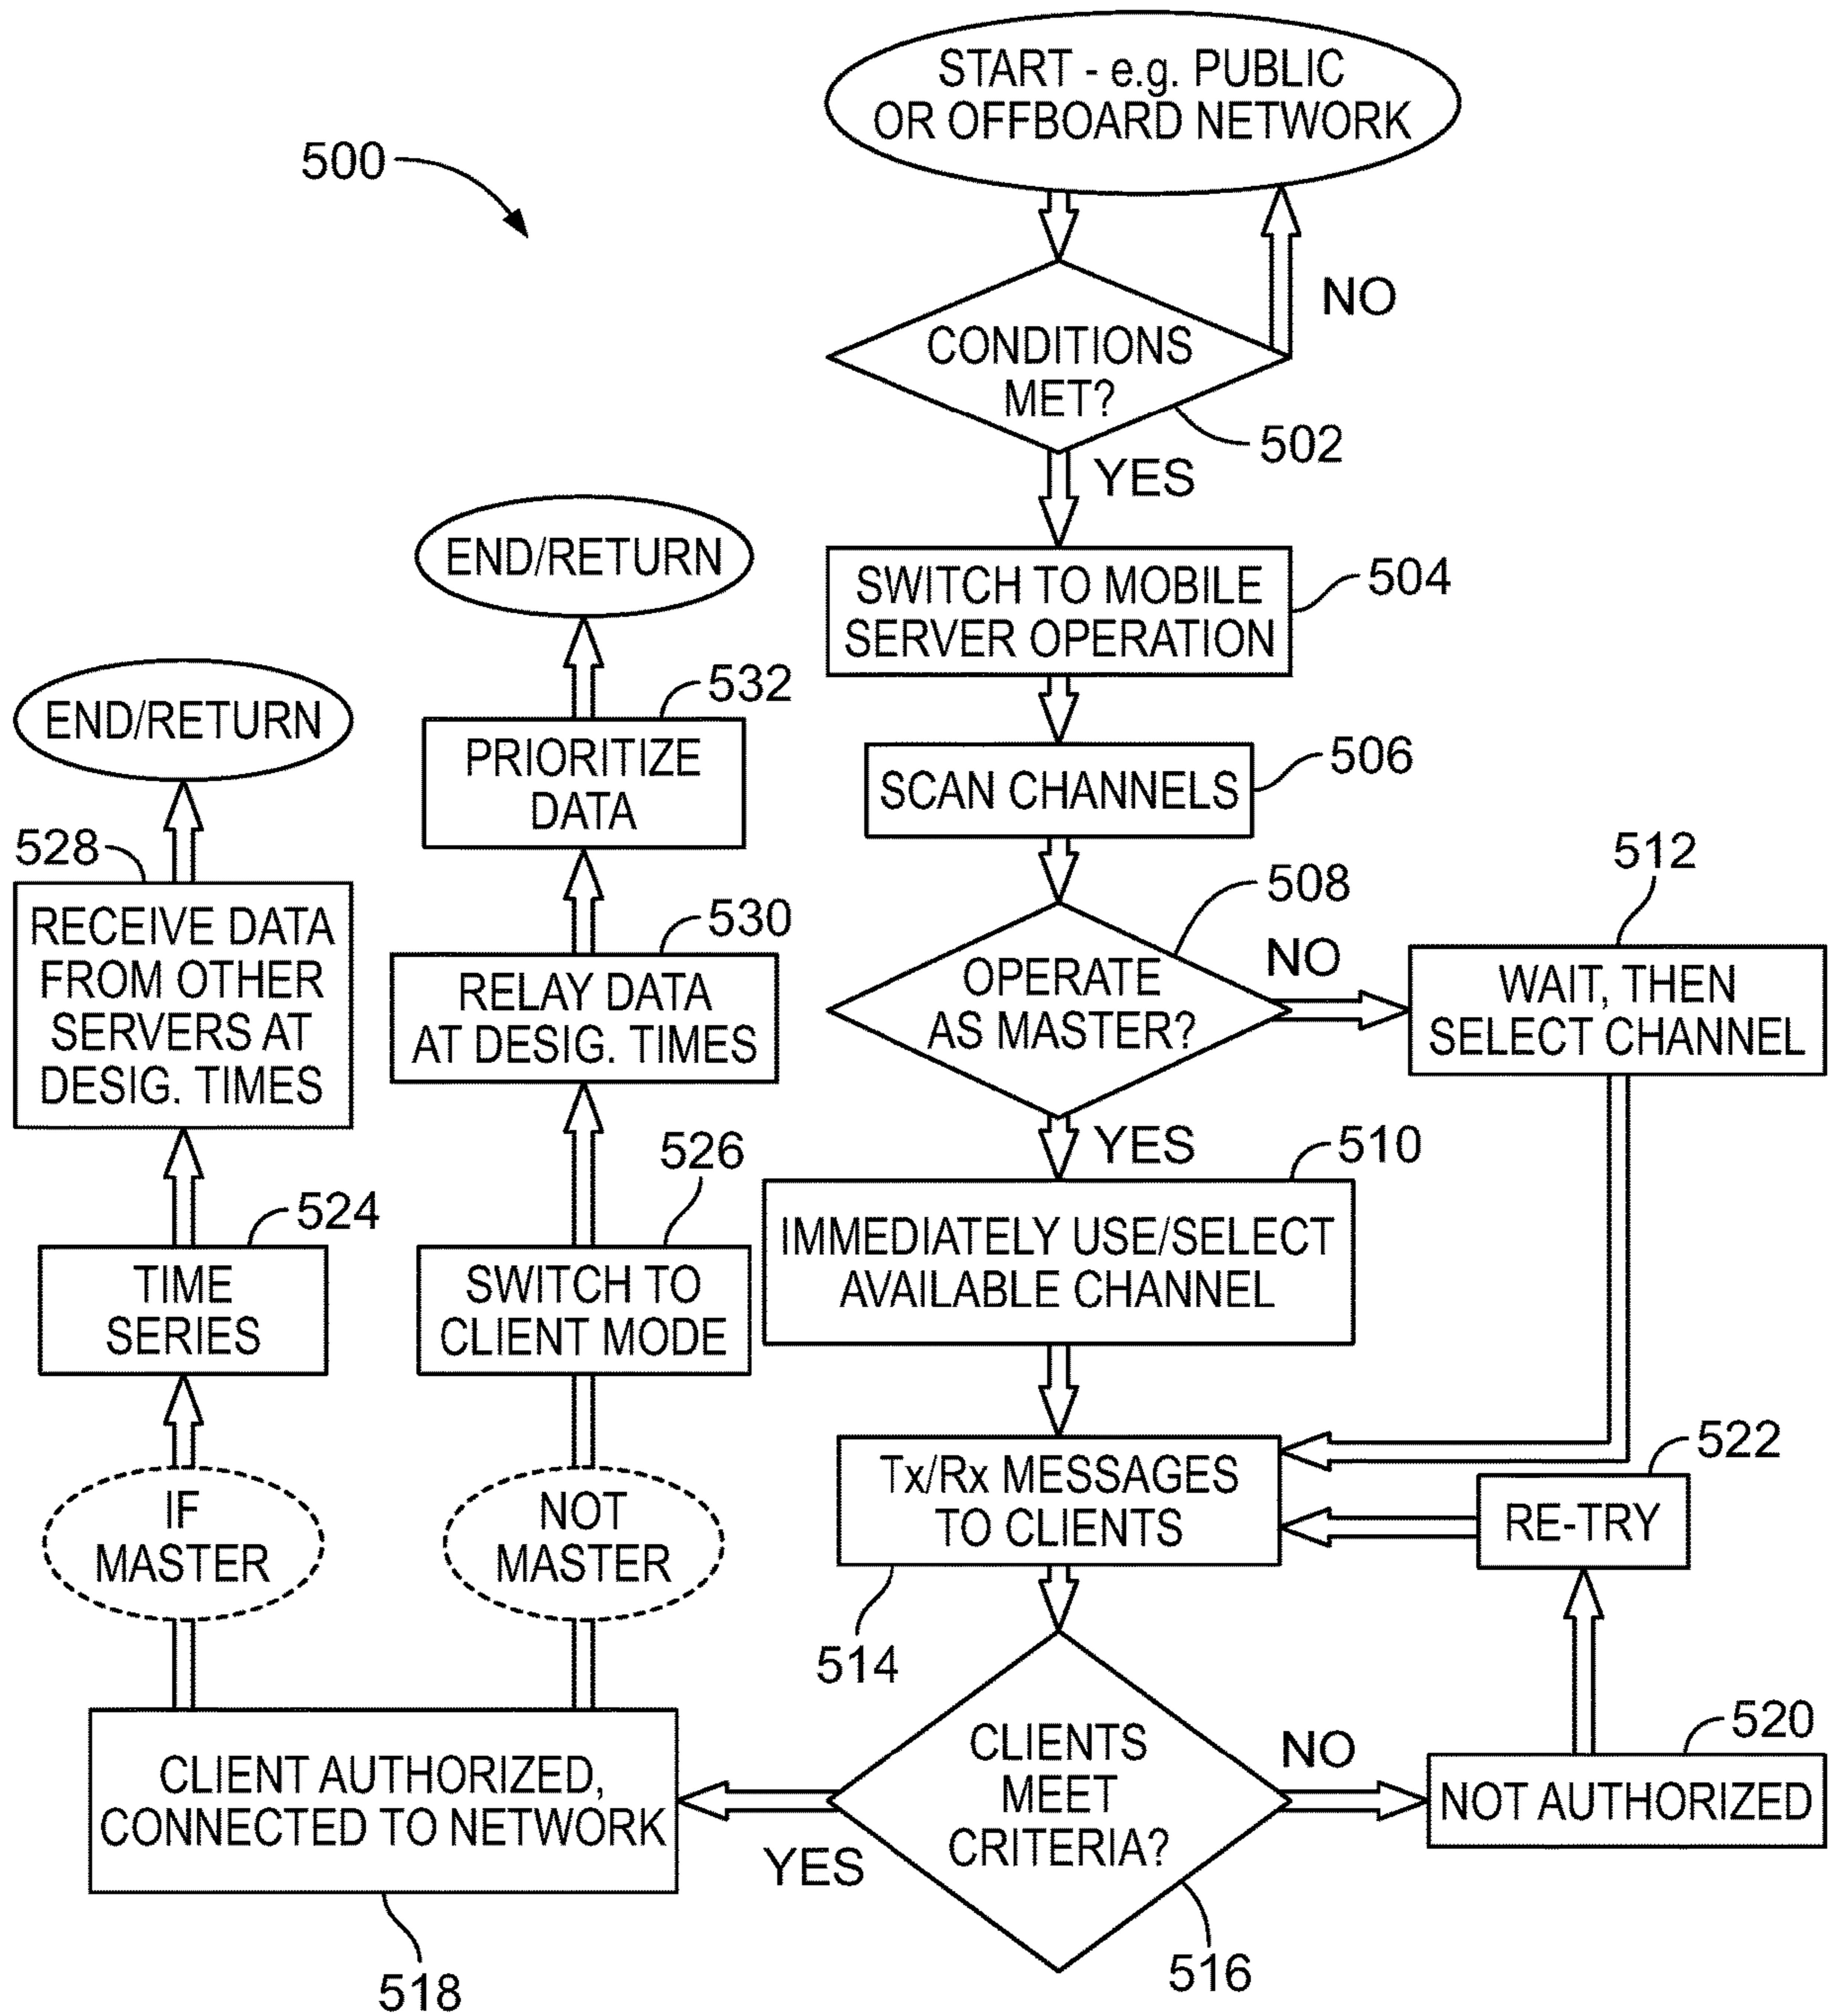 START - e.g. PUBLIC
OR OFFBOARD NETWORK
500
NO
CONDITIONS
MET?
502
YES
SWITCH TO MOBILE
SERVER OPERATION
504
SCAN CHANNELS
506
508
OPERATE
AS MASTER?
NO
512
WAIT, THEN
SELECT CHANNEL
YES
510
IMMEDIATELY USE/SELECT
AVAILABLE CHANNEL
Tx/Rx MESSAGES
TO CLIENTS
514
522
RE-TRY
CLIENTS
MEET
CRITERIA?
516
NO
520
NOT AUTHORIZED
YES
CLIENT AUTHORIZED,
CONNECTED TO NETWORK
518
NOT
MASTER
526
SWITCH TO
CLIENT MODE
530
RELAY DATA
AT DESIG. TIMES
532
PRIORITIZE
DATA
END/RETURN
IF
MASTER
524
TIME
SERIES
528
RECEIVE DATA
FROM OTHER
SERVERS AT
DESIG. TIMES
END/RETURN